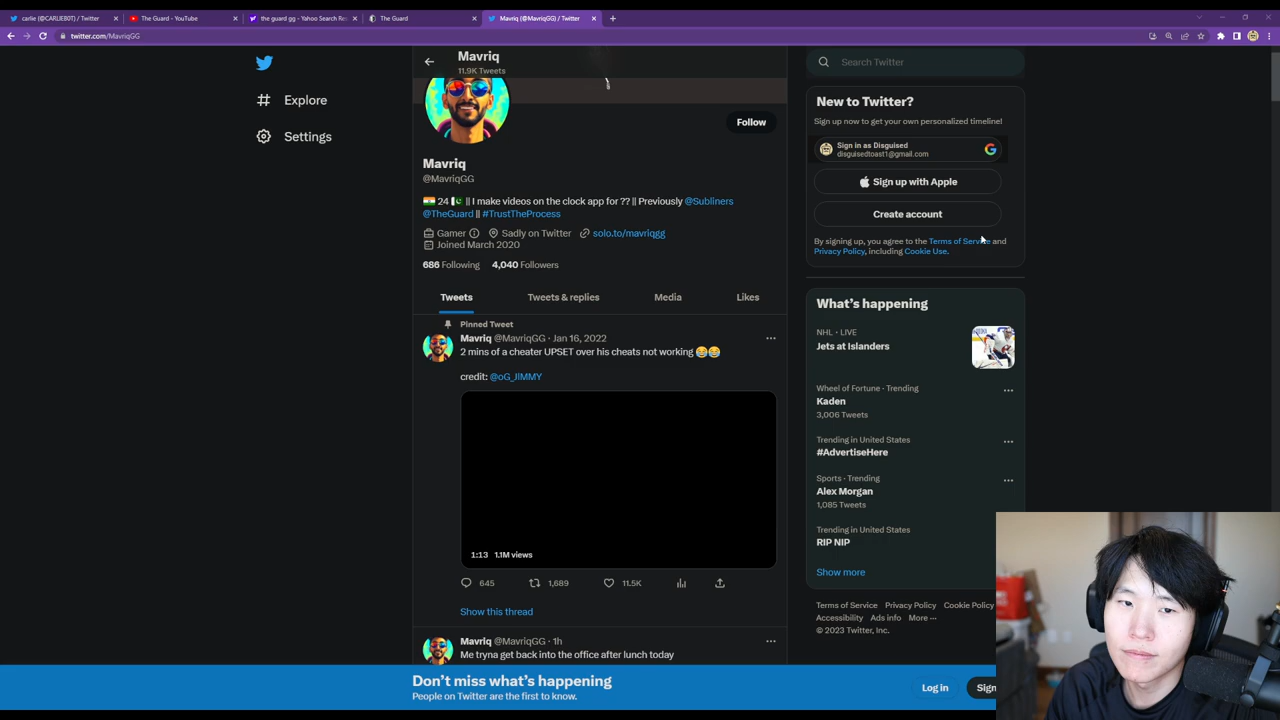 carlie (@CARLIEB0T) / Twitter
The Guard - YouTube
the guard gg - Yahoo Search Res
The Guard
Mavriq (@MavriqGG) / Twitter
twitter.com/MavriqGG
Explore
Settings
Mavriq
11.9K Tweets
Follow
Mavriq
@MavriqGG
24 || I make videos on the clock app for ?? || Previously @Subliners
@TheGuard || #TrustTheProcess
Gamer Sadly on Twitter solo.to/mavriqgg
Joined March 2020
686 Following 4,040 Followers
Tweets Tweets & replies Media Likes
Pinned Tweet
Mavriq @MavriqGG · Jan 16, 2022
2 mins of a cheater UPSET over his cheats not working 😂😂
credit: @oG_JIMMY
1:13 1.1M views
645 1,689 11.5K
Show this thread
Mavriq @MavriqGG · 1h
Me tryna get back into the office after lunch today
Search Twitter
New to Twitter?
Sign up now to get your own personalized timeline!
Sign in as Disguised
disguisedtoast1@gmail.com
Sign up with Apple
Create account
By signing up, you agree to the Terms of Service and
Privacy Policy, including Cookie Use.
What's happening
NHL · LIVE
Jets at Islanders
Wheel of Fortune · Trending
Kaden
3,006 Tweets
Trending in United States
#AdvertiseHere
Sports · Trending
Alex Morgan
1,085 Tweets
Trending in United States
RIP NIP
Show more
Terms of Service Privacy Policy Cookie Policy
Accessibility Ads info More ···
© 2023 Twitter, Inc.
Don't miss what's happening
People on Twitter are the first to know.
Log in
Sign